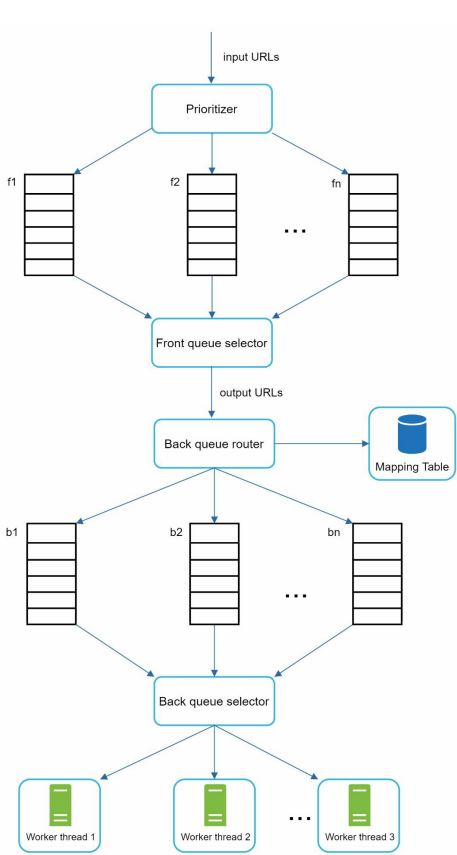 input URLs
Prioritizer
f1
f2
fn
...
Front queue selector
output URLs
Back queue router
Mapping Table
b1
b2
bn
...
Back queue selector
...
Worker thread 1
Worker thread 2
Worker thread 3